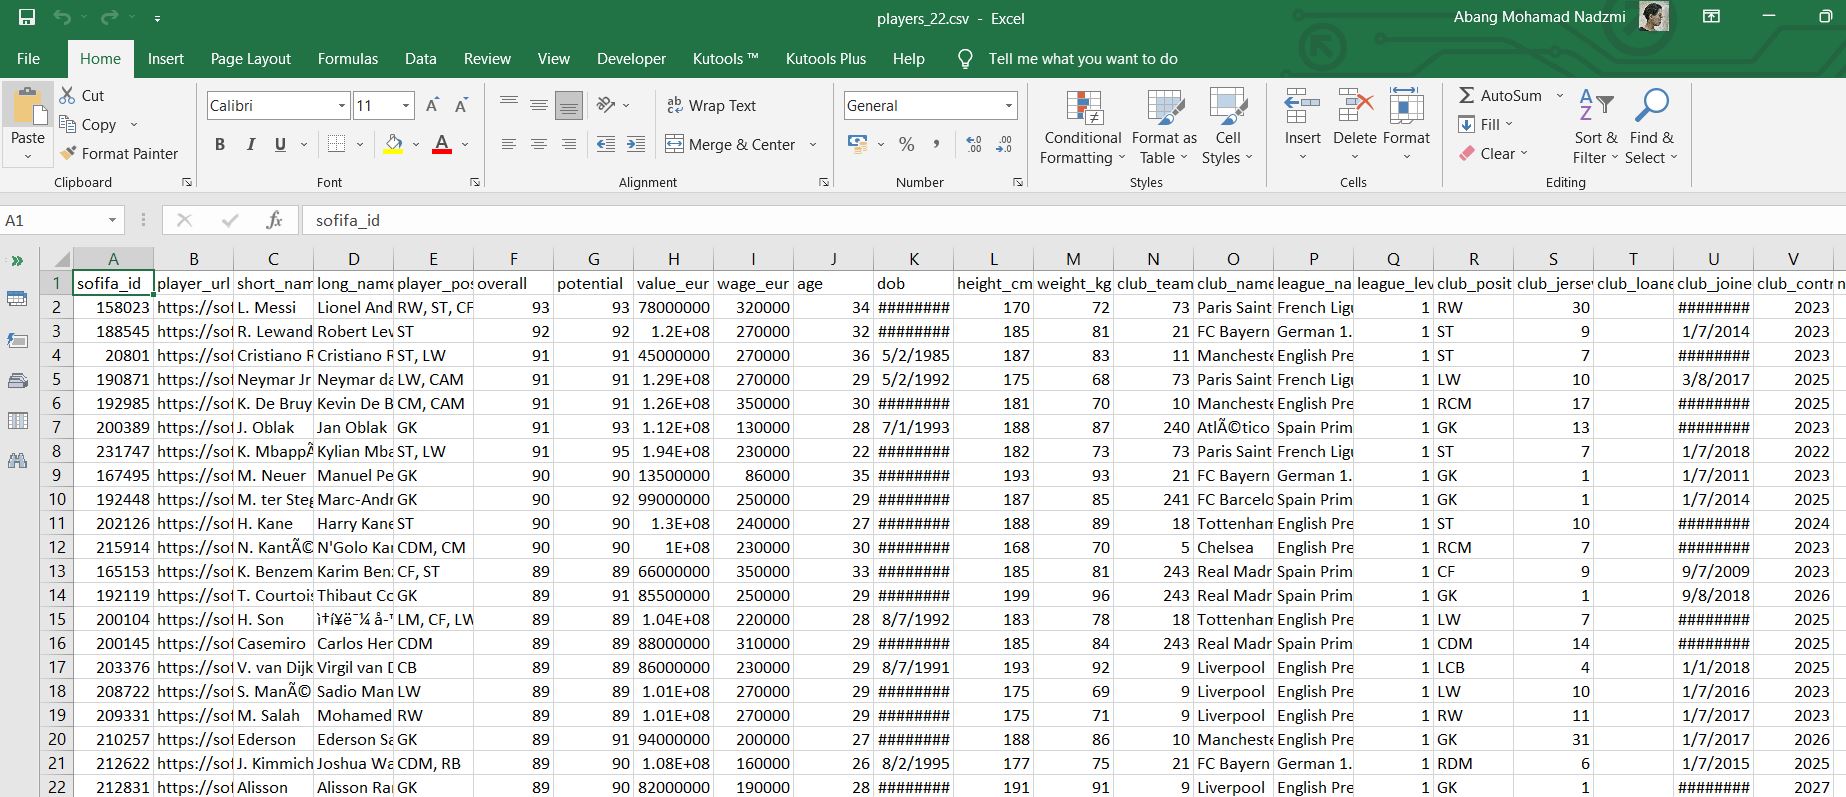 players_22.csv - Excel
Abang Mohamad Nadzmi
File Home Insert Page Layout Formulas Data Review View Developer Kutools ™ Kutools Plus Help Tell me what you want to do
Paste
Cut
Copy
Format Painter
Clipboard
Calibri 11
B I U
Font
Wrap Text
Merge & Center
Alignment
General
Number
Conditional Formatting
Format as Table
Cell Styles
Styles
Insert Delete Format
Cells
AutoSum
Fill
Clear
Sort & Filter
Find & Select
Editing
A1 fx sofifa_id
A B C D E F G H I J K L M N O P Q R S T U V
1 sofifa_id player_url short_nam long_name player_pos overall potential value_eur wage_eur age dob height_cm weight_kg club_team club_name league_na league_lev club_posit club_jersey club_loane club_joine club_contr n
2 158023 https://sof L. Messi Lionel And RW, ST, CF 93 93 78000000 320000 34 ######## 170 72 73 Paris Saint French Ligu 1 RW 30 ######## 2023
3 188545 https://sof R. Lewand Robert Lev ST 92 92 1.2E+08 270000 32 ######## 185 81 21 FC Bayern German 1. 1 ST 9 1/7/2014 2023
4 20801 https://sof Cristiano R Cristiano R ST, LW 91 91 45000000 270000 36 5/2/1985 187 83 11 Mancheste English Pre 1 ST 7 ######## 2023
5 190871 https://sof Neymar Jr Neymar da LW, CAM 91 91 1.29E+08 270000 29 5/2/1992 175 68 73 Paris Saint French Ligu 1 LW 10 3/8/2017 2025
6 192985 https://sof K. De Bruy Kevin De B CM, CAM 91 91 1.26E+08 350000 30 ######## 181 70 10 Mancheste English Pre 1 RCM 17 ######## 2025
7 200389 https://sof J. Oblak Jan Oblak GK 91 93 1.12E+08 130000 28 7/1/1993 188 87 240 AtlÃ©tico Spain Prim 1 GK 13 ######## 2023
8 231747 https://sof K. MbappÃ Kylian Mba ST, LW 91 95 1.94E+08 230000 22 ######## 182 73 73 Paris Saint French Ligu 1 ST 7 1/7/2018 2022
9 167495 https://sof M. Neuer Manuel Pe GK 90 90 13500000 86000 35 ######## 193 93 21 FC Bayern German 1. 1 GK 1 1/7/2011 2023
10 192448 https://sof M. ter Steg Marc-Andr GK 90 92 99000000 250000 29 ######## 187 85 241 FC Barcelo Spain Prim 1 GK 1 1/7/2014 2025
11 202126 https://sof H. Kane Harry Kane ST 90 90 1.3E+08 240000 27 ######## 188 89 18 Tottenham English Pre 1 ST 10 ######## 2024
12 215914 https://sof N. KantÃ© N'Golo Kan CDM, CM 90 90 1E+08 230000 30 ######## 168 70 5 Chelsea English Pre 1 RCM 7 ######## 2023
13 165153 https://sof K. Benzem Karim Benz CF, ST 89 89 66000000 350000 33 ######## 185 81 243 Real Madr Spain Prim 1 CF 9 9/7/2009 2023
14 192119 https://sof T. Courtois Thibaut Co GK 89 91 85500000 250000 29 ######## 199 96 243 Real Madr Spain Prim 1 GK 1 9/8/2018 2026
15 200104 https://sof H. Son LM, CF, LW 89 89 1.04E+08 220000 28 8/7/1992 183 78 18 Tottenham English Pre 1 LW 7 ######## 2025
16 200145 https://sof Casemiro Carlos Hen CDM 89 89 88000000 310000 29 ######## 185 84 243 Real Madr Spain Prim 1 CDM 14 ######## 2025
17 203376 https://sof V. van Dijk Virgil van D CB 89 89 86000000 230000 29 8/7/1991 193 92 9 Liverpool English Pre 1 LCB 4 1/1/2018 2025
18 208722 https://sof S. ManÃ© Sadio Man LW 89 89 1.01E+08 270000 29 ######## 175 69 9 Liverpool English Pre 1 LW 10 1/7/2016 2023
19 209331 https://sof M. Salah Mohamed RW 89 89 1.01E+08 270000 29 ######## 175 71 9 Liverpool English Pre 1 RW 11 1/7/2017 2023
20 210257 https://sof Ederson Ederson Sa GK 89 91 94000000 200000 27 ######## 188 86 10 Mancheste English Pre 1 GK 31 1/7/2017 2026
21 212622 https://sof J. Kimmich Joshua Wa CDM, RB 89 90 1.08E+08 160000 26 8/2/1995 177 75 21 FC Bayern German 1. 1 RDM 6 1/7/2015 2025
22 212831 https://sof Alisson Alisson Ra GK 89 90 82000000 190000 28 ######## 191 91 9 Liverpool English Pre 1 GK 1 ######## 2027